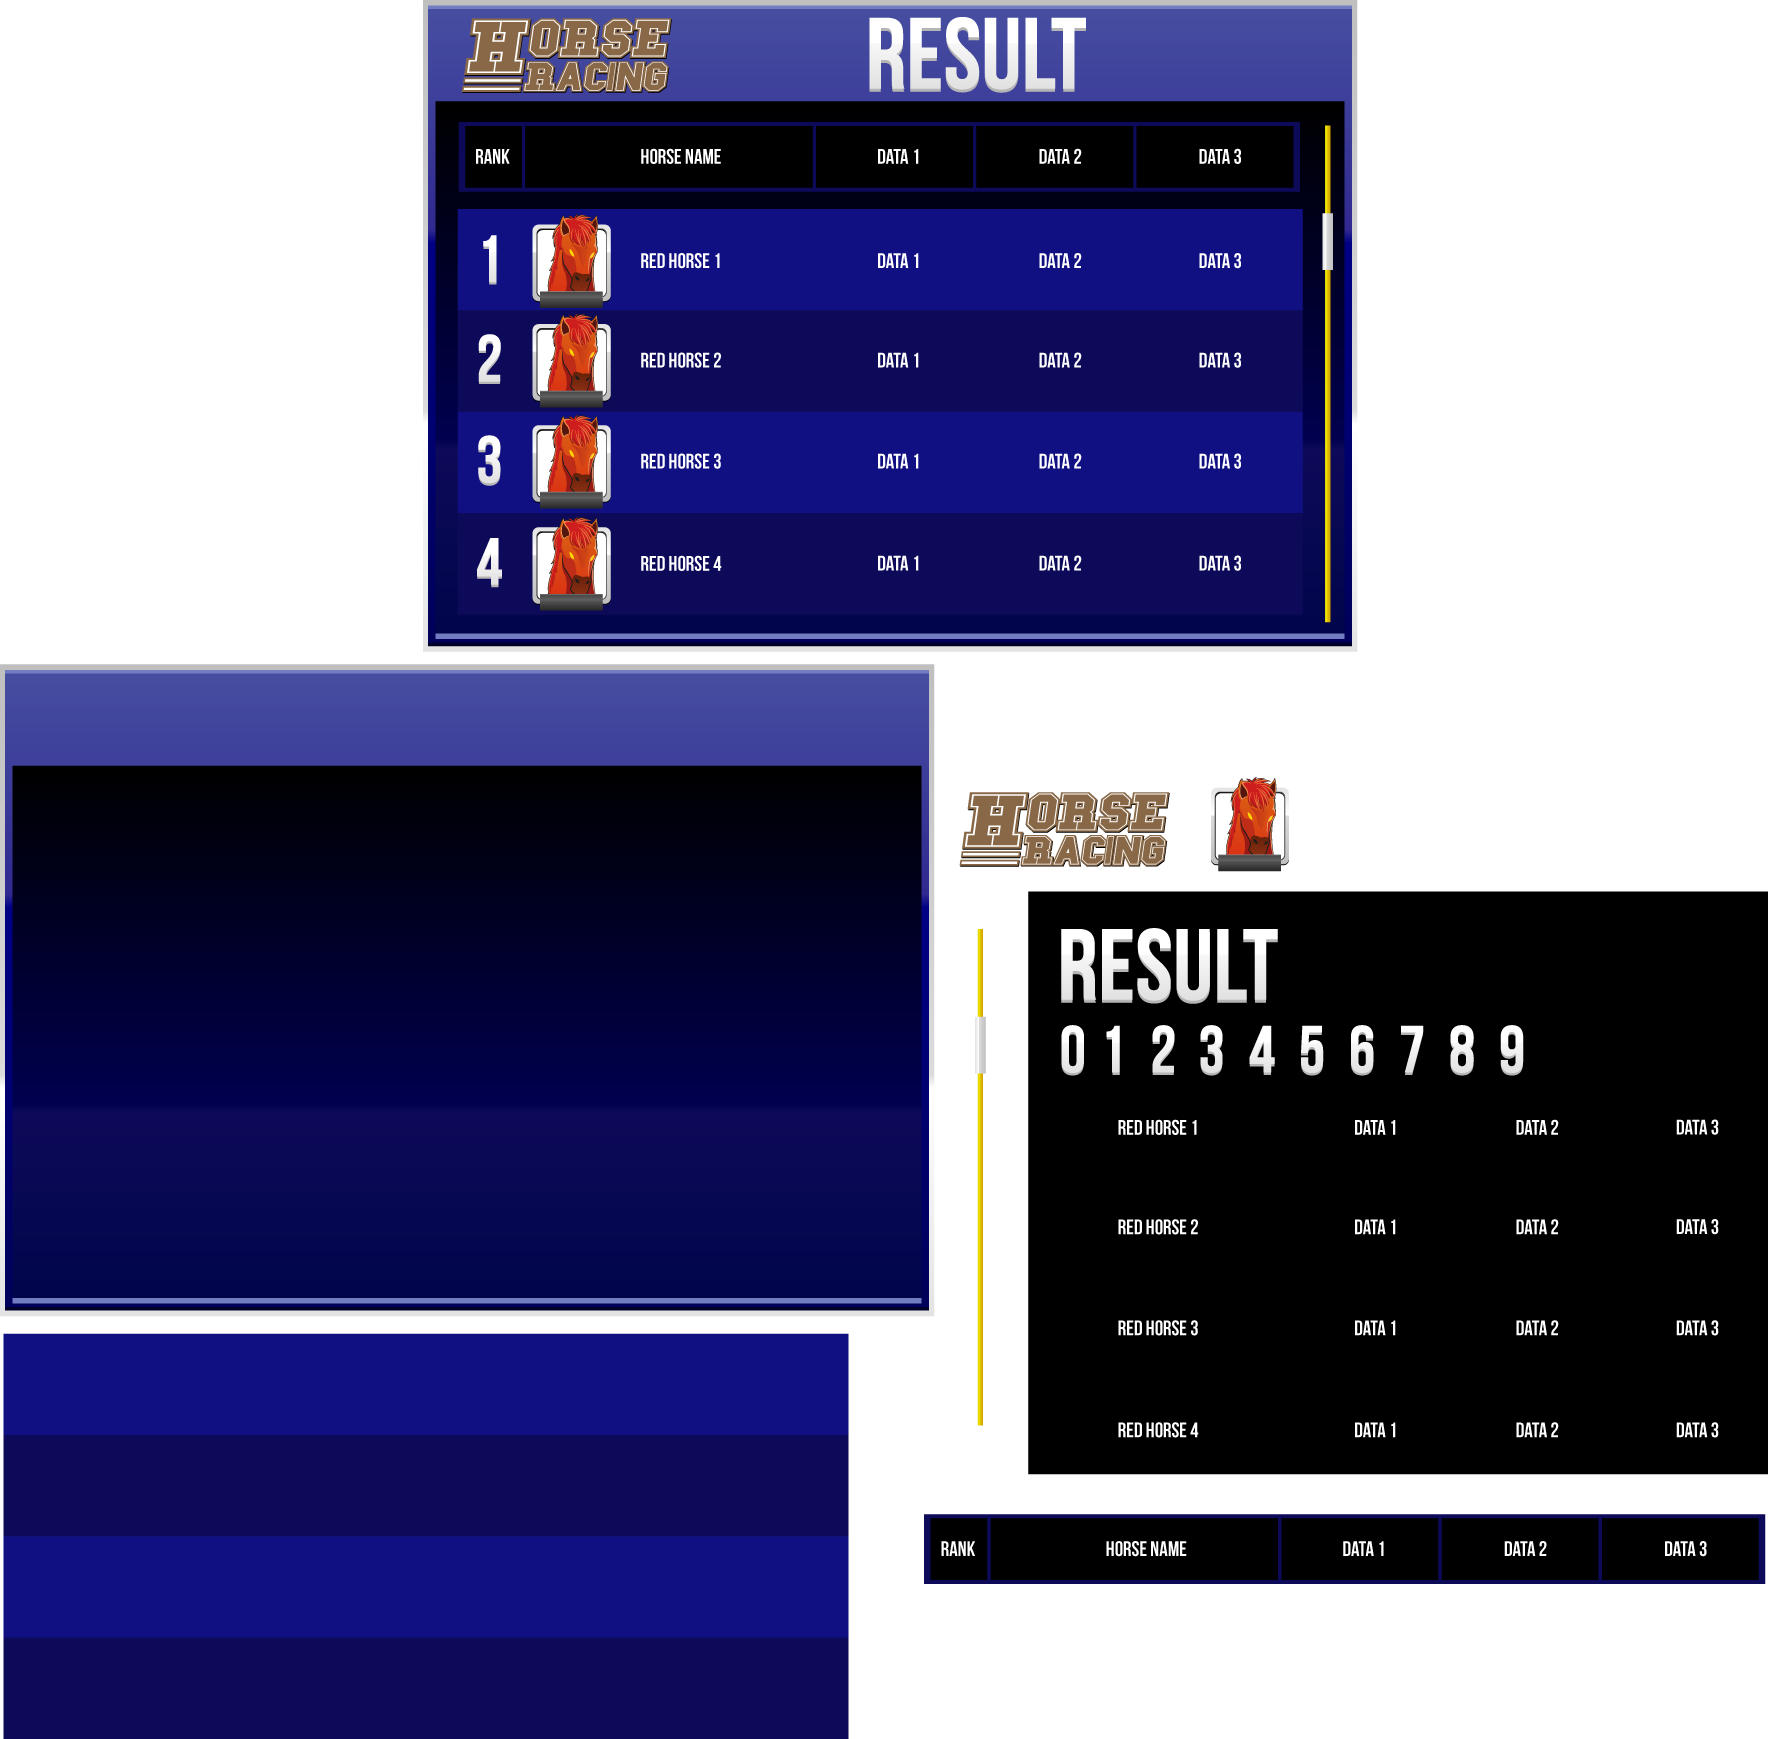 HORSE RACING
RESULT
RANK HORSE NAME DATA 1 DATA 2 DATA 3
1 RED HORSE 1 DATA 1 DATA 2 DATA 3
2 RED HORSE 2 DATA 1 DATA 2 DATA 3
3 RED HORSE 3 DATA 1 DATA 2 DATA 3
4 RED HORSE 4 DATA 1 DATA 2 DATA 3
HORSE RACING
RESULT
0 1 2 3 4 5 6 7 8 9
RED HORSE 1 DATA 1 DATA 2 DATA 3
RED HORSE 2 DATA 1 DATA 2 DATA 3
RED HORSE 3 DATA 1 DATA 2 DATA 3
RED HORSE 4 DATA 1 DATA 2 DATA 3
RANK HORSE NAME DATA 1 DATA 2 DATA 3